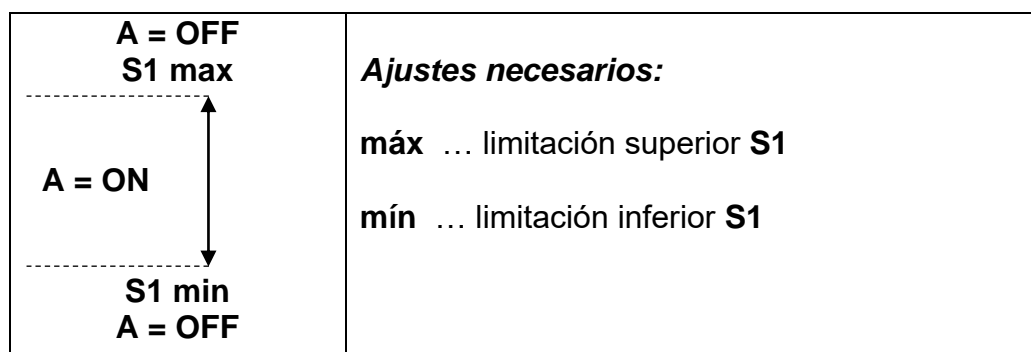 A = OFF
S1 max
A = ON
S1 min
A = OFF
Ajustes necesarios:
máx … limitación superior S1
mín … limitación inferior S1